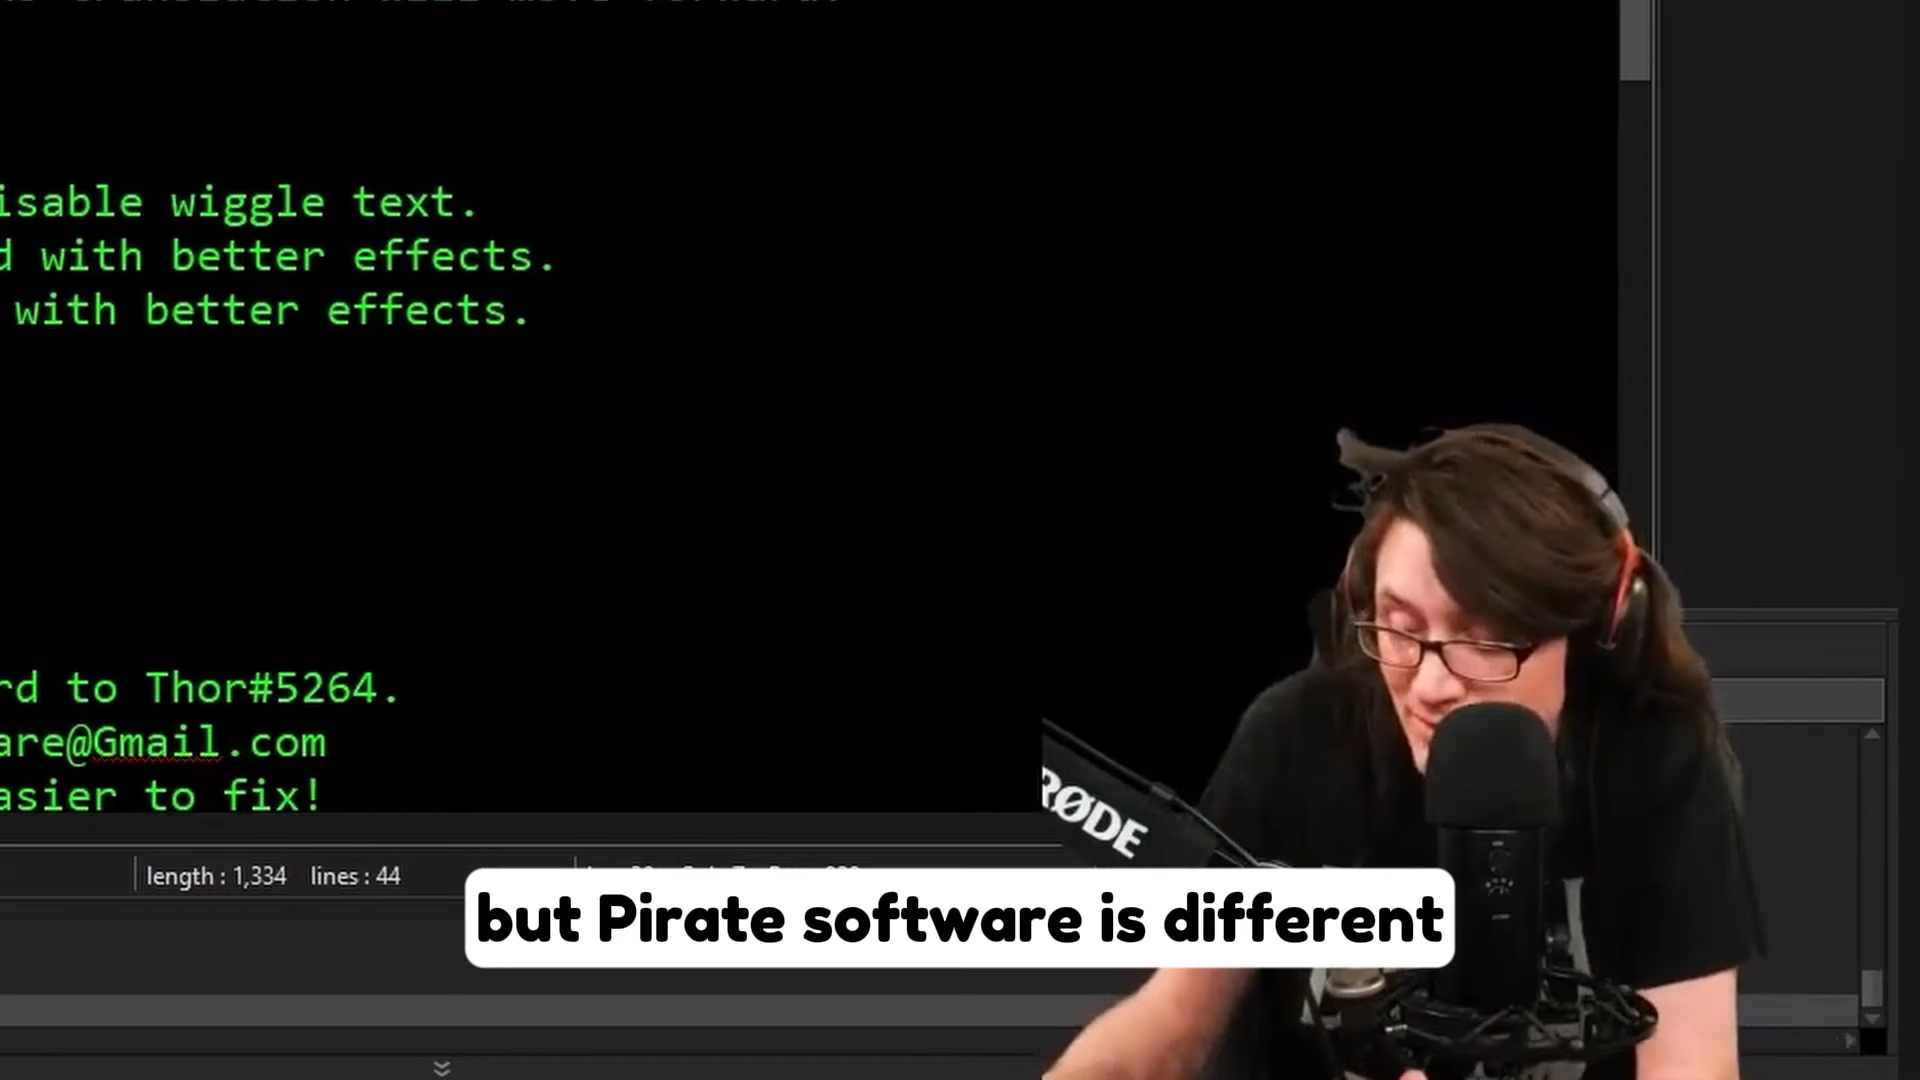 isable wiggle text.
d with better effects.
with better effects.
rd to Thor#5264.
are@Gmail.com
asier to fix!
RØDE
length : 1,334 lines : 44
but Pirate software is different